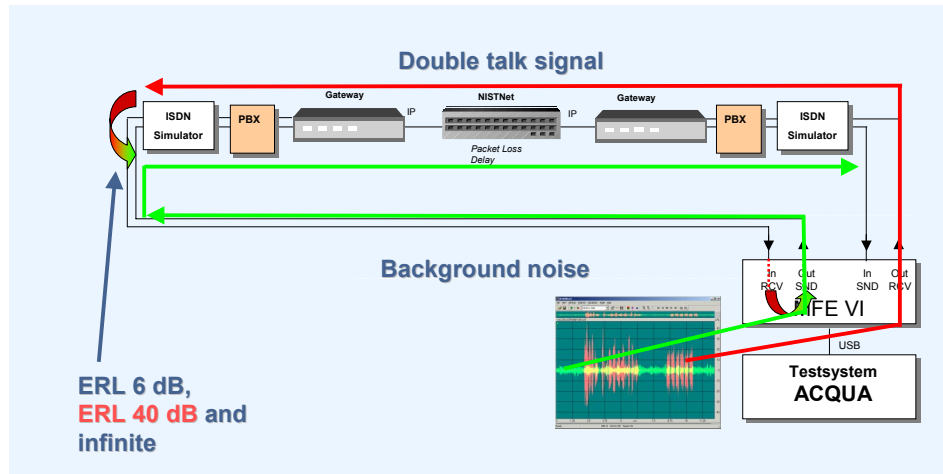 Double talk signal
Gateway
NISTNet
Gateway
ISDN
Simulator
PBX
IP
IP
PBX
ISDN
Simulator
Packet Loss
Delay
Background noise
In
RCV
Out
SND
In
SND
Out
RCV
MFE VI
USB
Testsystem
ACQUA
ERL 6 dB,
ERL 40 dB and
infinite